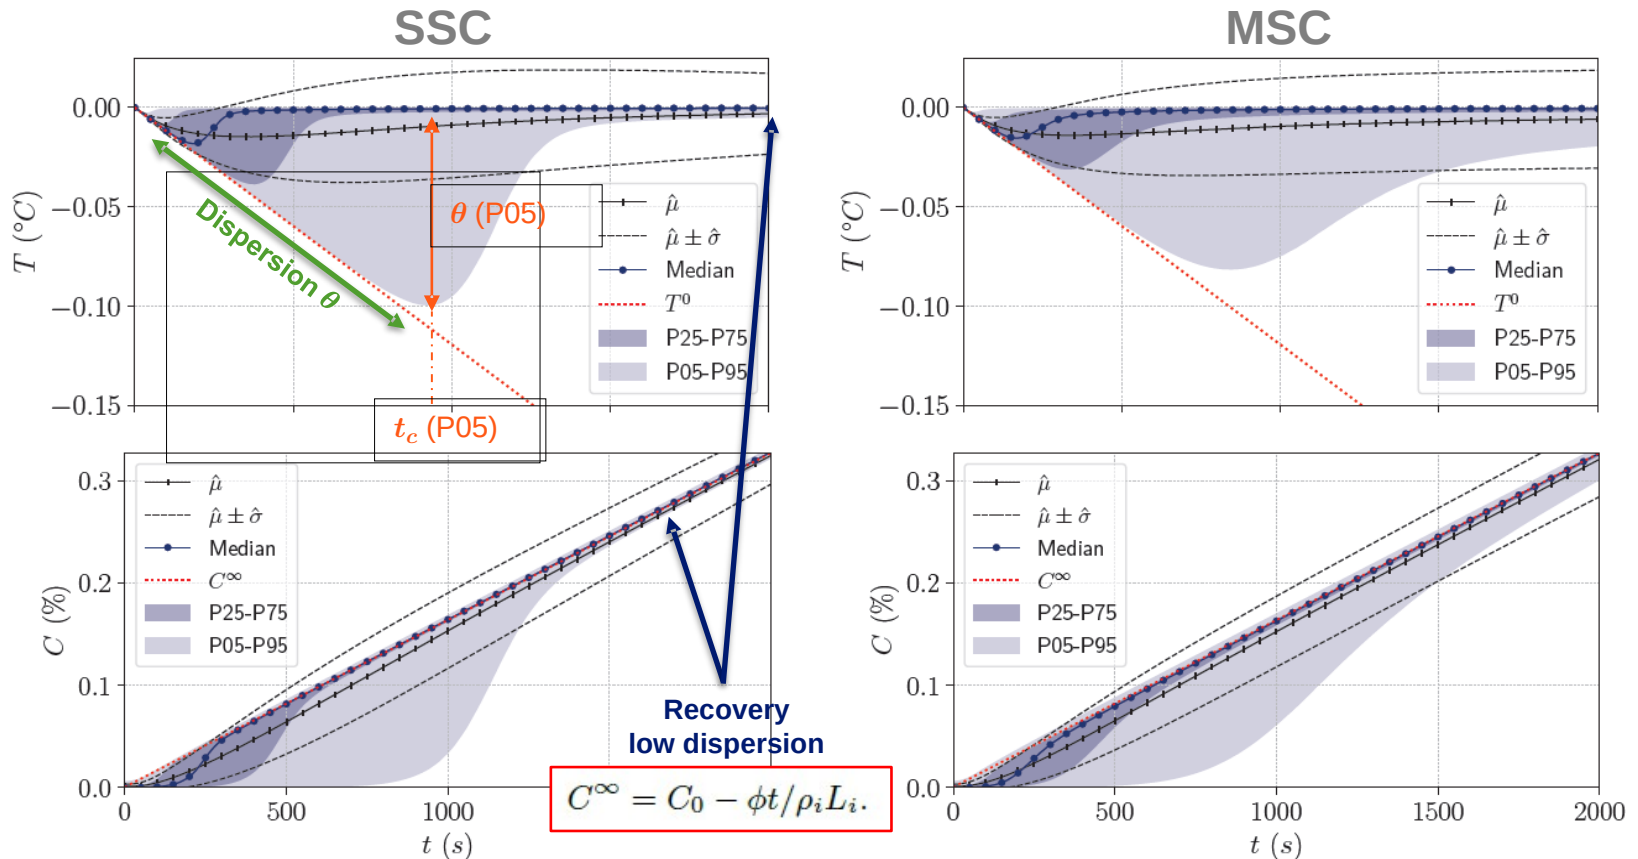 SSC
MSC
0.00
−0.05
−0.10
−0.15
T (°C)
Dispersion θ
θ (P05)
t_c (P05)
μ̂
μ̂ ± σ̂
Median
T⁰
P25-P75
P05-P95
0.00
−0.05
−0.10
−0.15
T (°C)
μ̂
μ̂ ± σ̂
Median
T⁰
P25-P75
P05-P95
0.3
0.2
0.1
0.0
C (%)
μ̂
μ̂ ± σ̂
Median
C^∞
P25-P75
P05-P95
0
500
1000
t (s)
Recovery
low dispersion
C^∞ = C₀ − ϕt/ρᵢLᵢ.
0.3
0.2
0.1
0.0
C (%)
μ̂
μ̂ ± σ̂
Median
C^∞
P25-P75
P05-P95
0
500
1000
1500
2000
t (s)